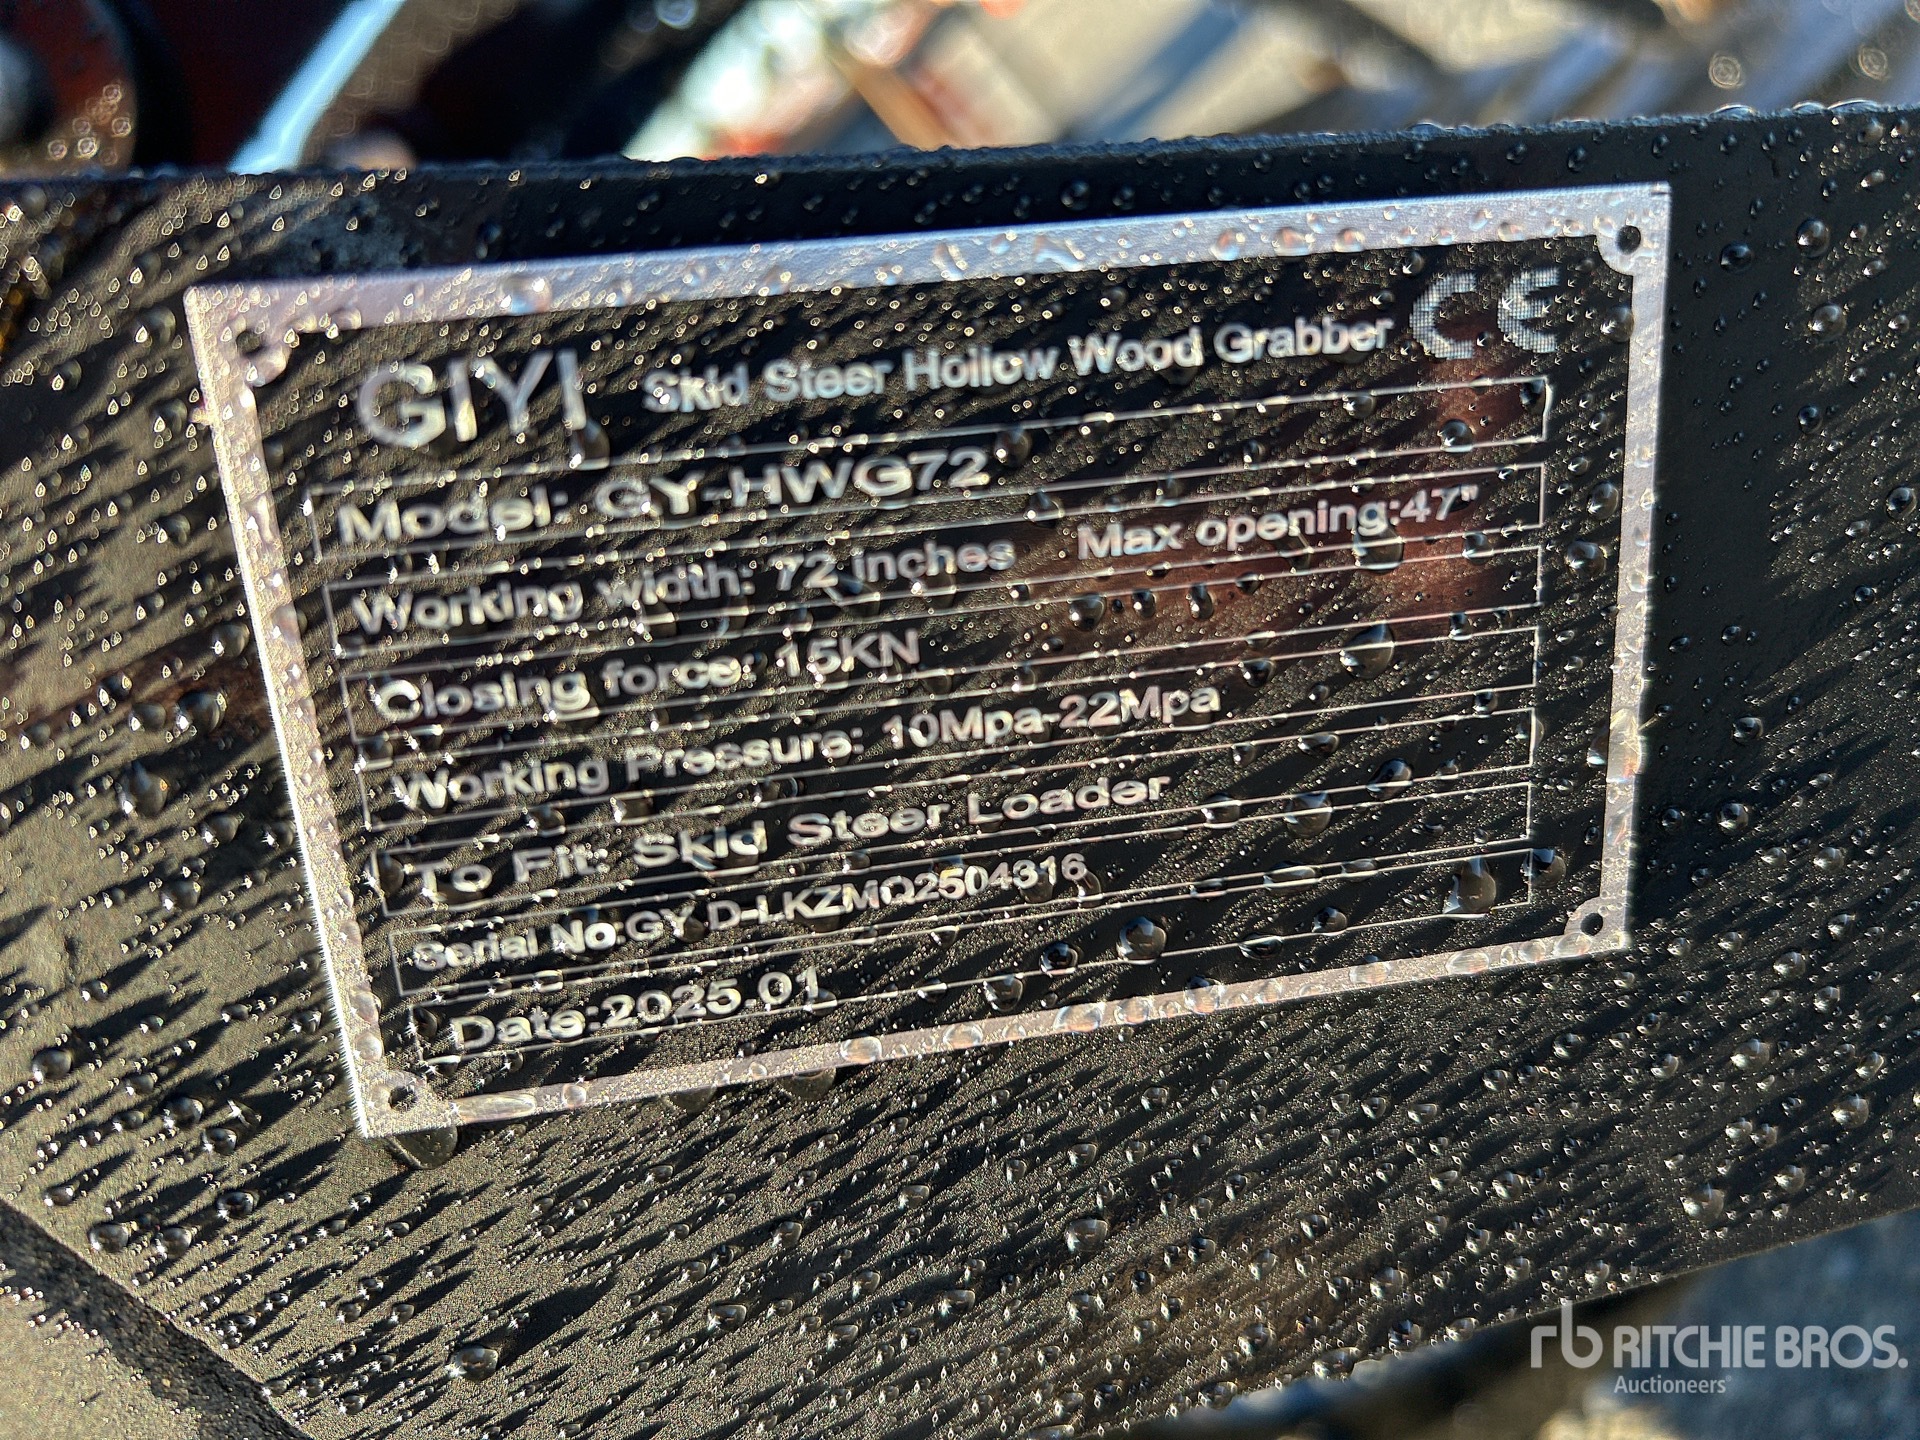 GIYI Skid Steer Hollow Wood Grabber CE
Model: GY-HWG72
Working width: 72 inches Max opening:47"
Closing force: 15KN
Working Pressure: 10Mpa-22Mpa
To Fit: Skid Steer Loader
Serial No:GY D-LKZMQ2504316
Date:2025.01
rb RITCHIE BROS.
Auctioneers